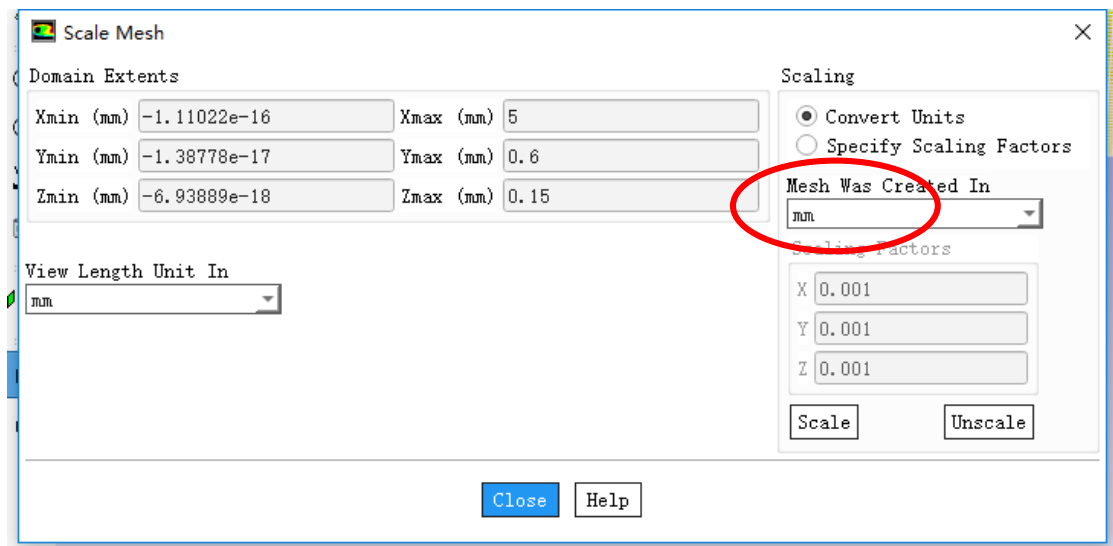 Scale Mesh
Domain Extents
Xmin (mm) -1.11022e-16 Xmax (mm) 5
Ymin (mm) -1.38778e-17 Ymax (mm) 0.6
Zmin (mm) -6.93889e-18 Zmax (mm) 0.15
View Length Unit In
mm
Scaling
Convert Units
Specify Scaling Factors
Mesh Was Created In
mm
Scaling Factors
X 0.001
Y 0.001
Z 0.001
Scale Unscale
Close Help